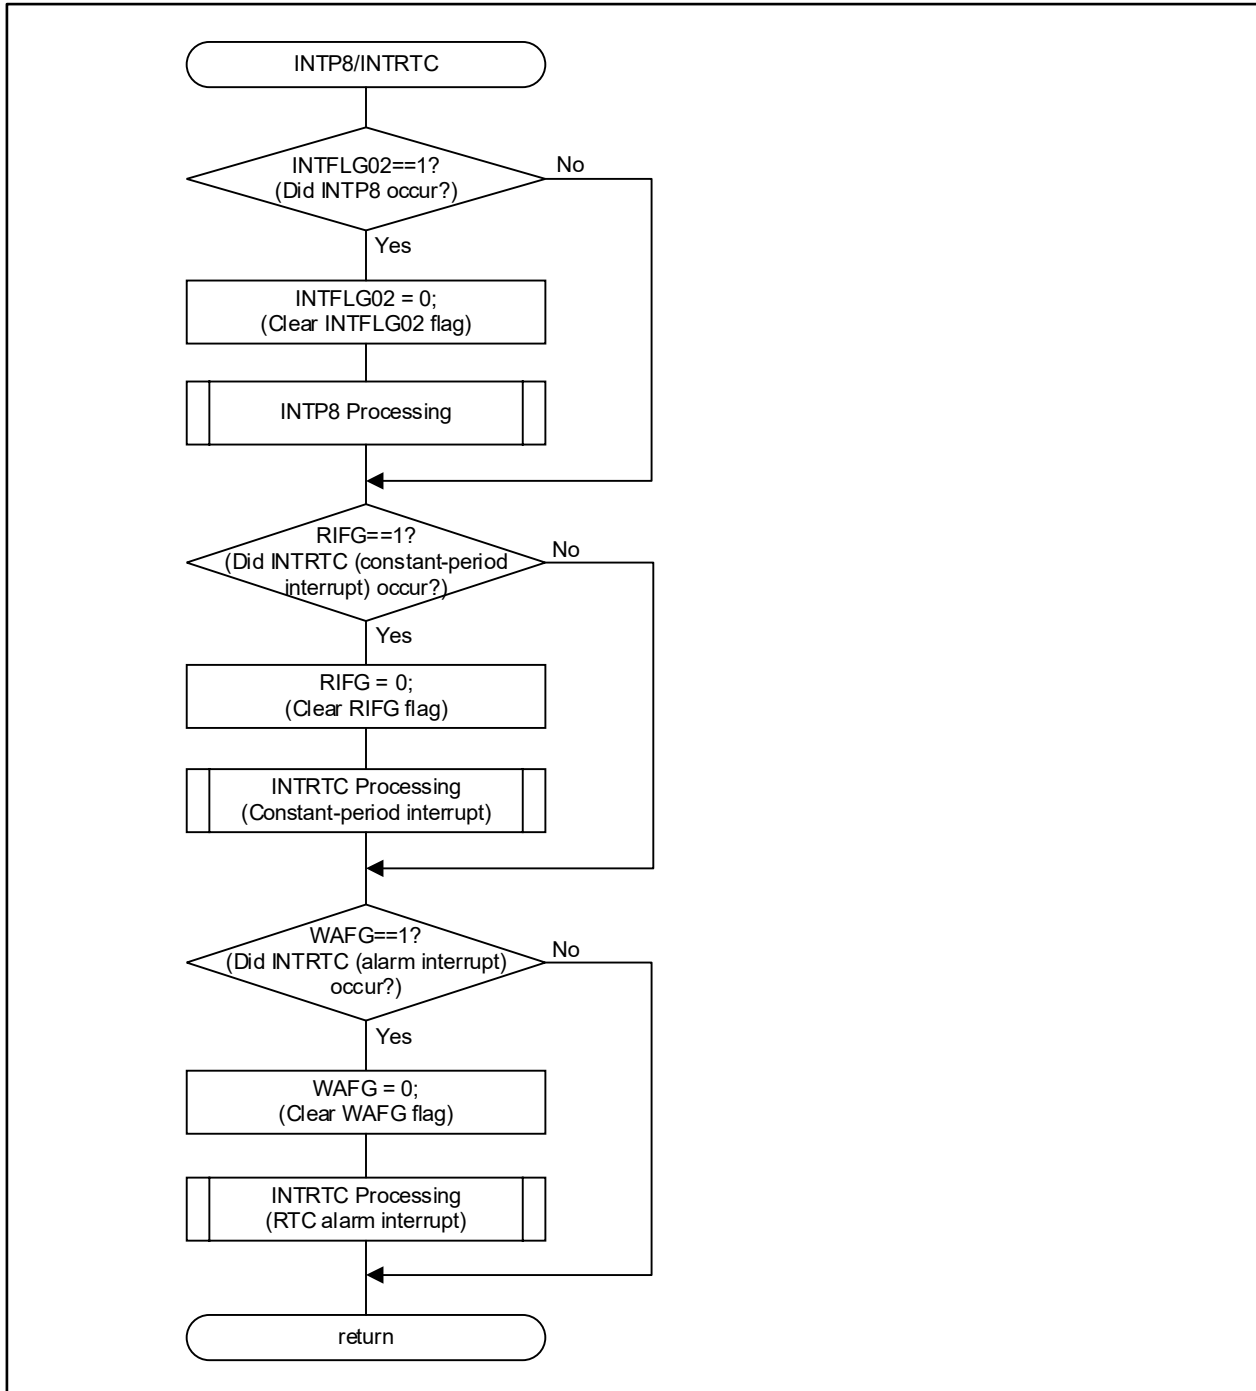 INTP8/INTRTC
INTFLG02==1?
(Did INTP8 occur?)
No
Yes
INTFLG02 = 0;
(Clear INTFLG02 flag)
INTP8 Processing
RIFG==1?
(Did INTRTC (constant-period
interrupt) occur?)
No
Yes
RIFG = 0;
(Clear RIFG flag)
INTRTC Processing
(Constant-period interrupt)
WAFG==1?
(Did INTRTC (alarm interrupt)
occur?)
No
Yes
WAFG = 0;
(Clear WAFG flag)
INTRTC Processing
(RTC alarm interrupt)
return